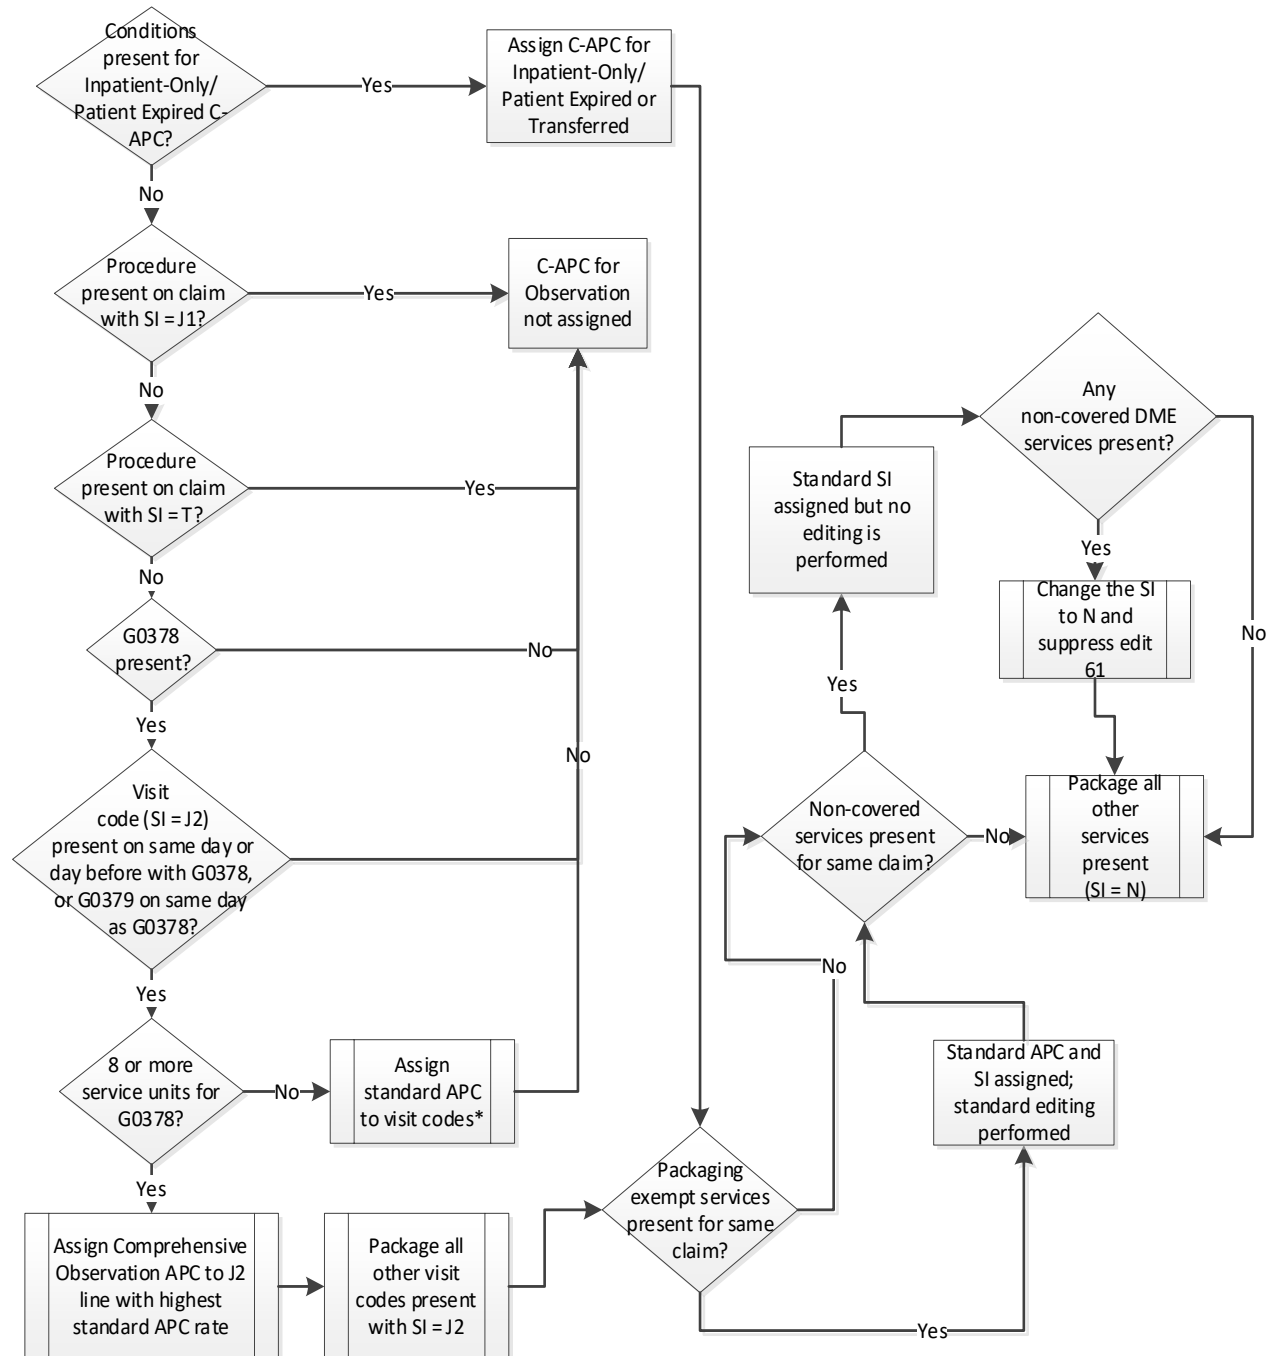 Conditions
present for
Inpatient-Only/
Patient Expired C-
APC?
Yes
Assign C-APC for
Inpatient-Only/
Patient Expired or
Transferred
No
Procedure
present on claim
with SI = J1?
Yes
C-APC for
Observation
not assigned
No
Procedure
present on claim
with SI = T?
Yes
No
G0378
present?
No
Yes
Visit
code (SI = J2)
present on same day or
day before with G0378,
or G0379 on same day
as G0378?
No
Yes
8 or more
service units for
G0378?
No
Assign
standard APC
to visit codes*
Yes
Assign Comprehensive
Observation APC to J2
line with highest
standard APC rate
Package all
other visit
codes present
with SI = J2
Packaging
exempt services
present for same
claim?
No
Yes
Standard APC and
SI assigned;
standard editing
performed
Non-covered
services present
for same claim?
No
Yes
Standard SI
assigned but no
editing is
performed
Any
non-covered DME
services present?
Yes
No
Change the SI
to N and
suppress edit
61
Package all
other
services
present
(SI = N)